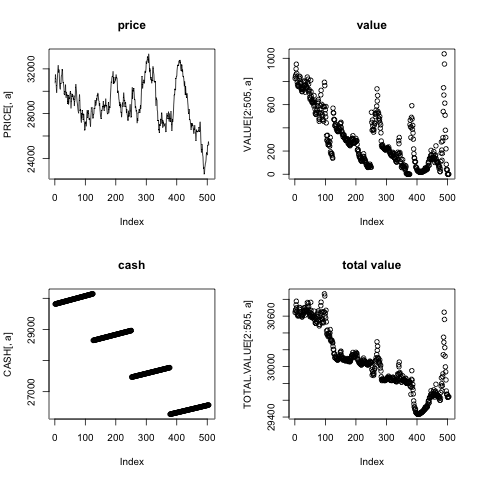 price
PRICE[, a]
32000
28000
24000
0 100 200 300 400 500
Index
value
VALUE[2:505, a]
1000
600
200
0
0 100 200 300 400 500
Index
cash
CASH[, a]
29000
27000
0 100 200 300 400 500
Index
total value
TOTAL.VALUE[2:505, a]
30600
30000
29400
0 100 200 300 400 500
Index